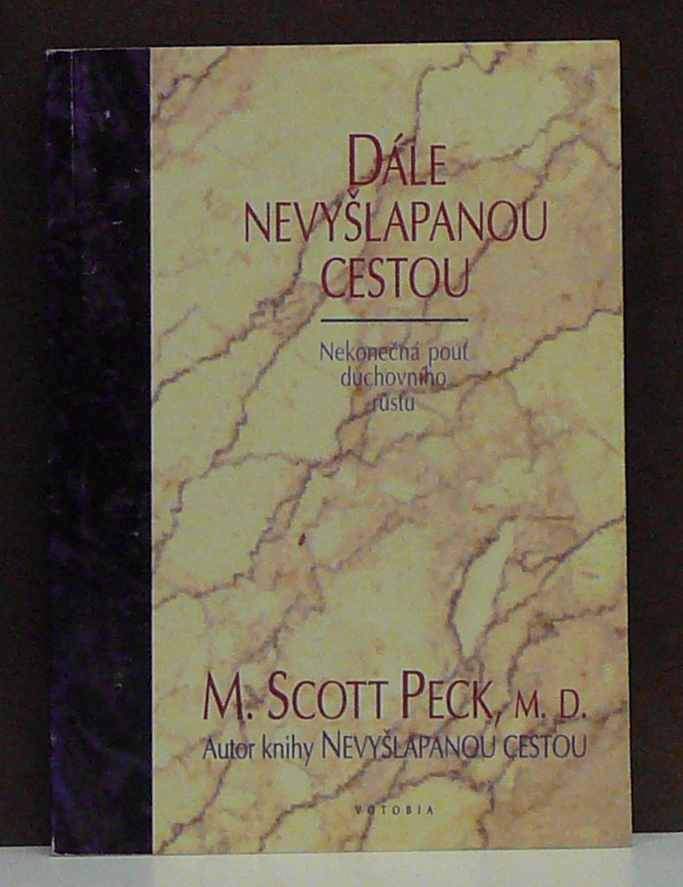 DÁLE
NEVYŠLAPANOU
CESTOU
Nekonečná pouť
duchovního
růstu
M. SCOTT PECK, M. D.
Autor knihy NEVYŠLAPANOU CESTOU
VOTOBIA